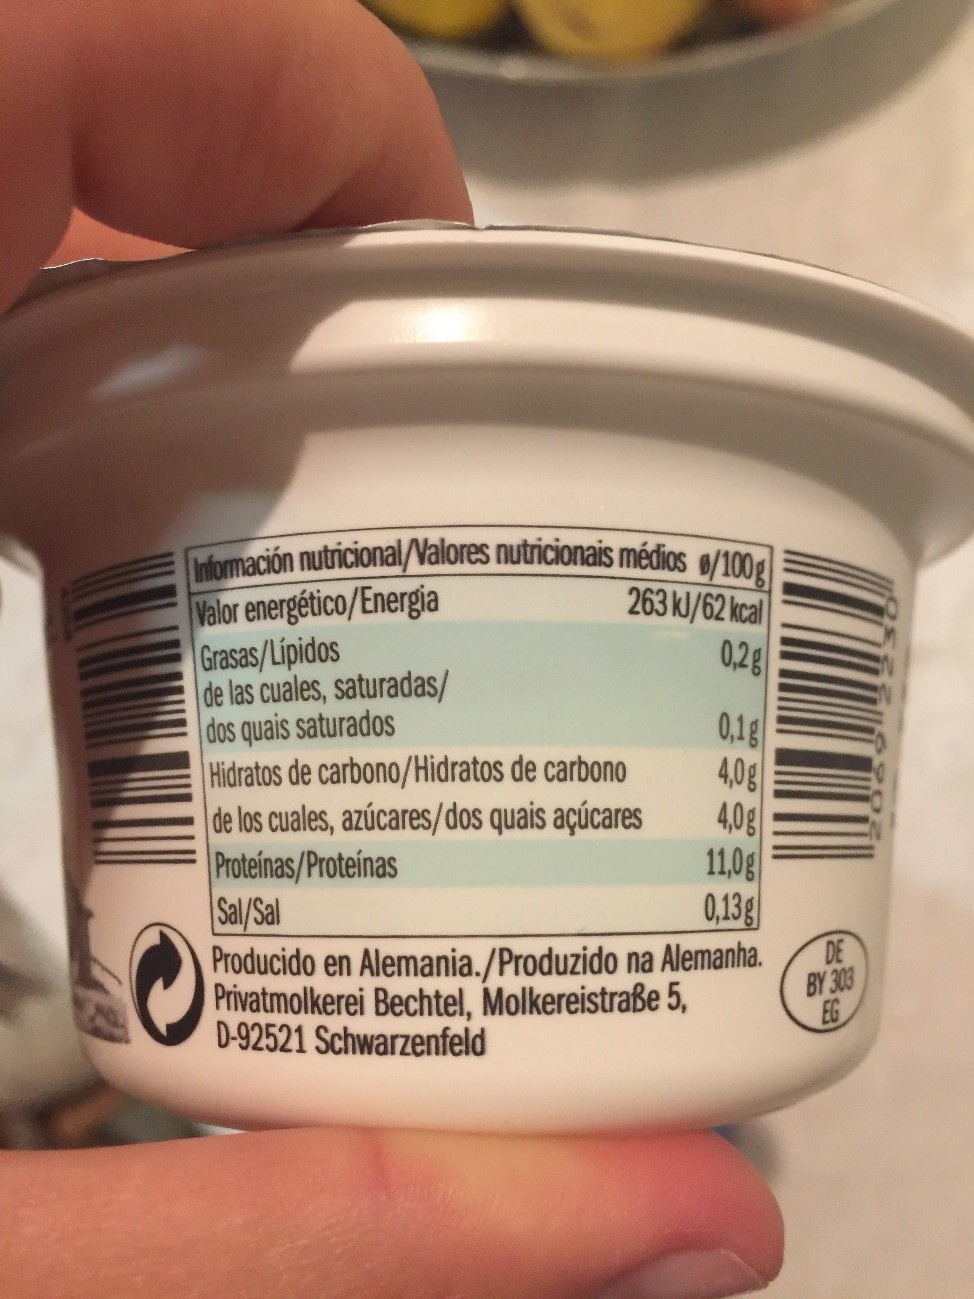 Información nutricional/Valores nutricionais médios ø/100g
Valor energético/Energia 263 kJ/62 kcal
Grasas/Lípidos 0,2g
de las cuales, saturadas/
dos quais saturados 0,1g
Hidratos de carbono/Hidratos de carbono 4,0g
de los cuales, azúcares/dos quais açúcares 4,0g
Proteínas/Proteínas 11,0g
Sal/Sal 0,13g
Producido en Alemania./Produzido na Alemanha.
Privatmolkerei Bechtel, Molkereistraße 5,
D-92521 Schwarzenfeld
DE
BY 303
EG